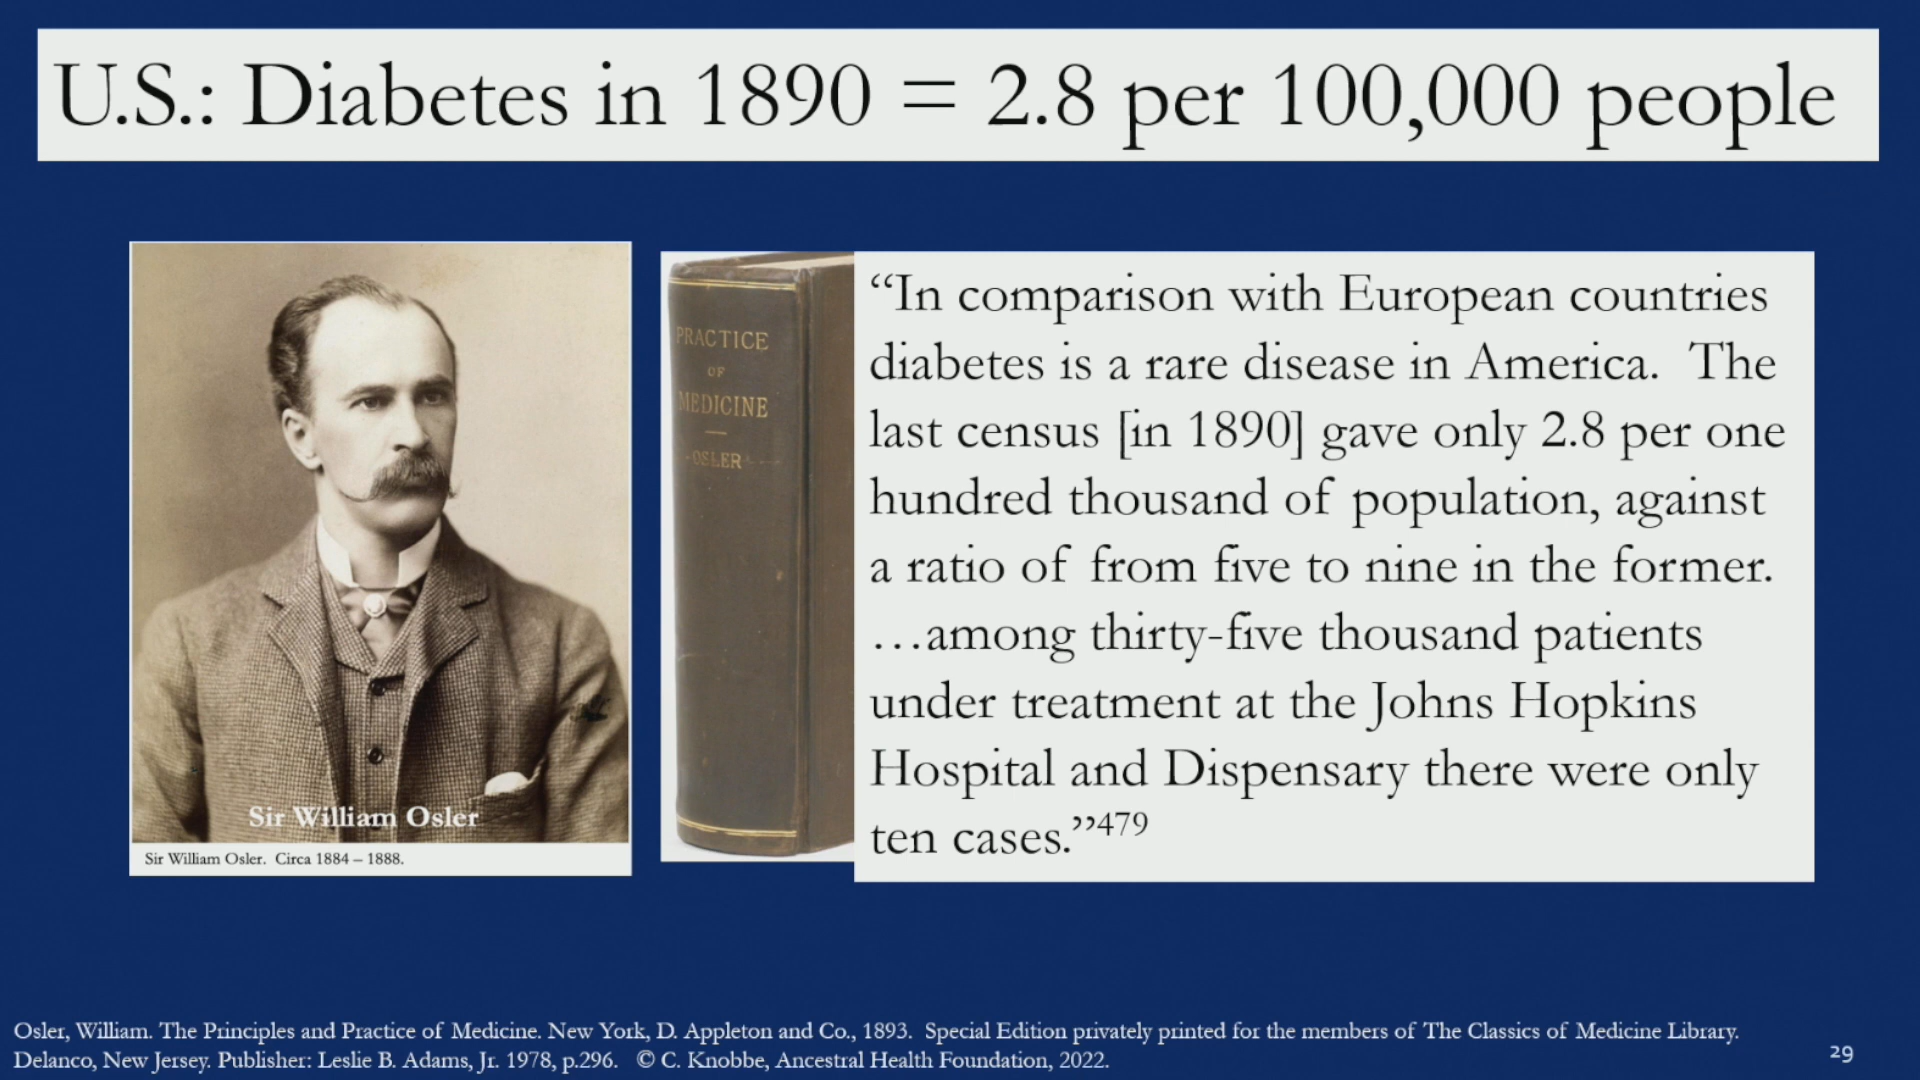 U.S.: Diabetes in 1890 = 2.8 per 100,000 people
Sir William Osler
Sir William Osler. Circa 1884 – 1888.
PRACTICE
OF
MEDICINE
OSLER
“In comparison with European countries
diabetes is a rare disease in America. The
last census [in 1890] gave only 2.8 per one
hundred thousand of population, against
a ratio of from five to nine in the former.
…among thirty-five thousand patients
under treatment at the Johns Hopkins
Hospital and Dispensary there were only
ten cases.”479
Osler, William. The Principles and Practice of Medicine. New York, D. Appleton and Co., 1893. Special Edition privately printed for the members of The Classics of Medicine Library.
Delanco, New Jersey. Publisher: Leslie B. Adams, Jr. 1978, p.296. © C. Knobbe, Ancestral Health Foundation, 2022.
29